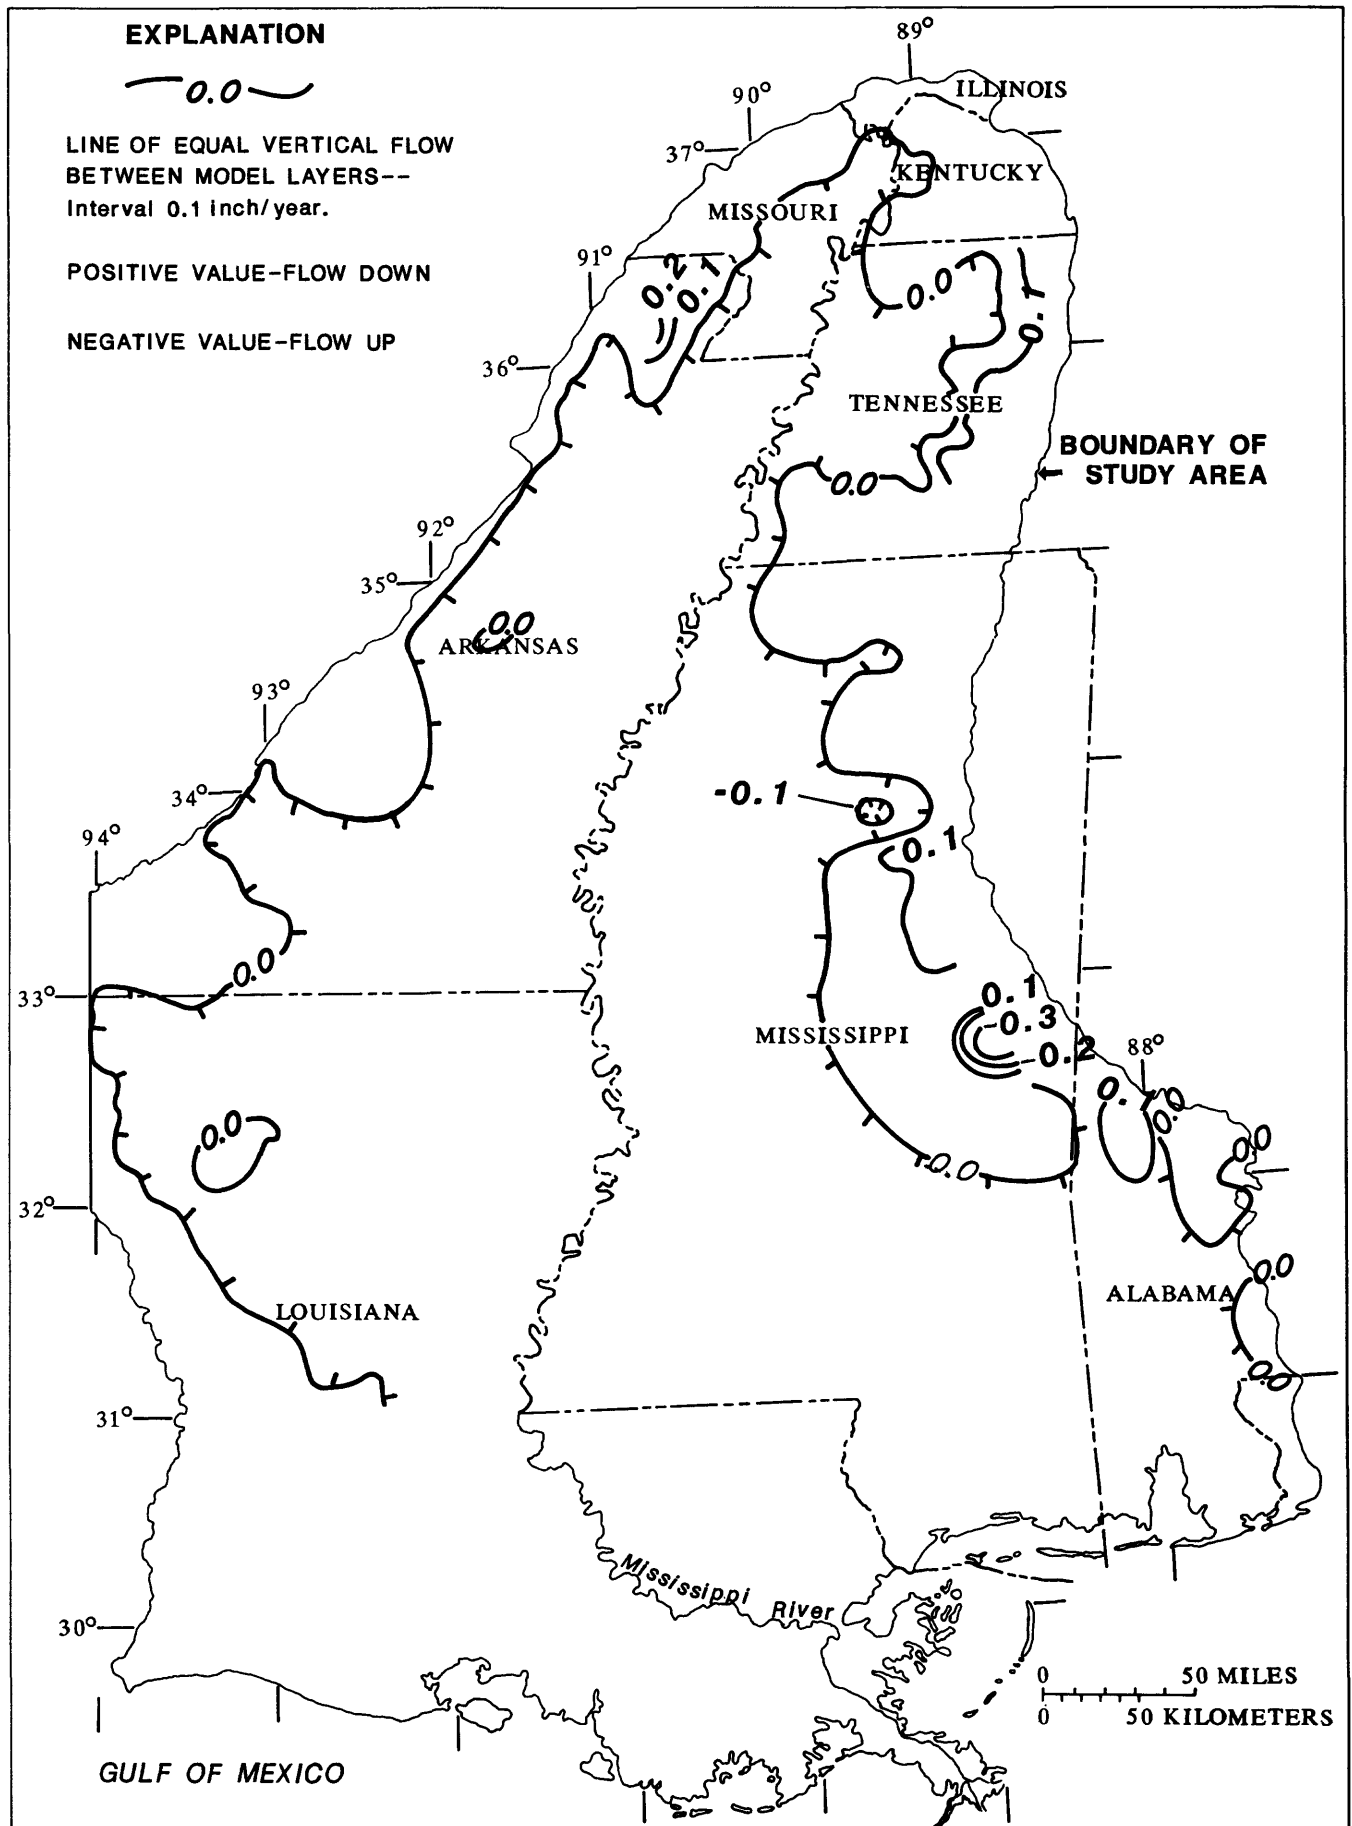 EXPLANATION
0.0
LINE OF EQUAL VERTICAL FLOW
BETWEEN MODEL LAYERS--
Interval 0.1 inch/year.
POSITIVE VALUE-FLOW DOWN
NEGATIVE VALUE-FLOW UP
89°
90°
ILLINOIS
37°
KENTUCKY
MISSOURI
91°
0.2
0.1
0.0
0.1
36°
TENNESSEE
BOUNDARY OF
STUDY AREA
0.0
92°
35°
0.0
ARKANSAS
93°
34°
-0.1
94°
0.1
0.0
33°
0.1
-0.3
MISSISSIPPI
-0.2
88°
0.1
0.0
0.0
0.0
0.0
32°
0.0
ALABAMA
LOUISIANA
0.0
31°
Mississippi River
30°
0 50 MILES
0 50 KILOMETERS
GULF OF MEXICO